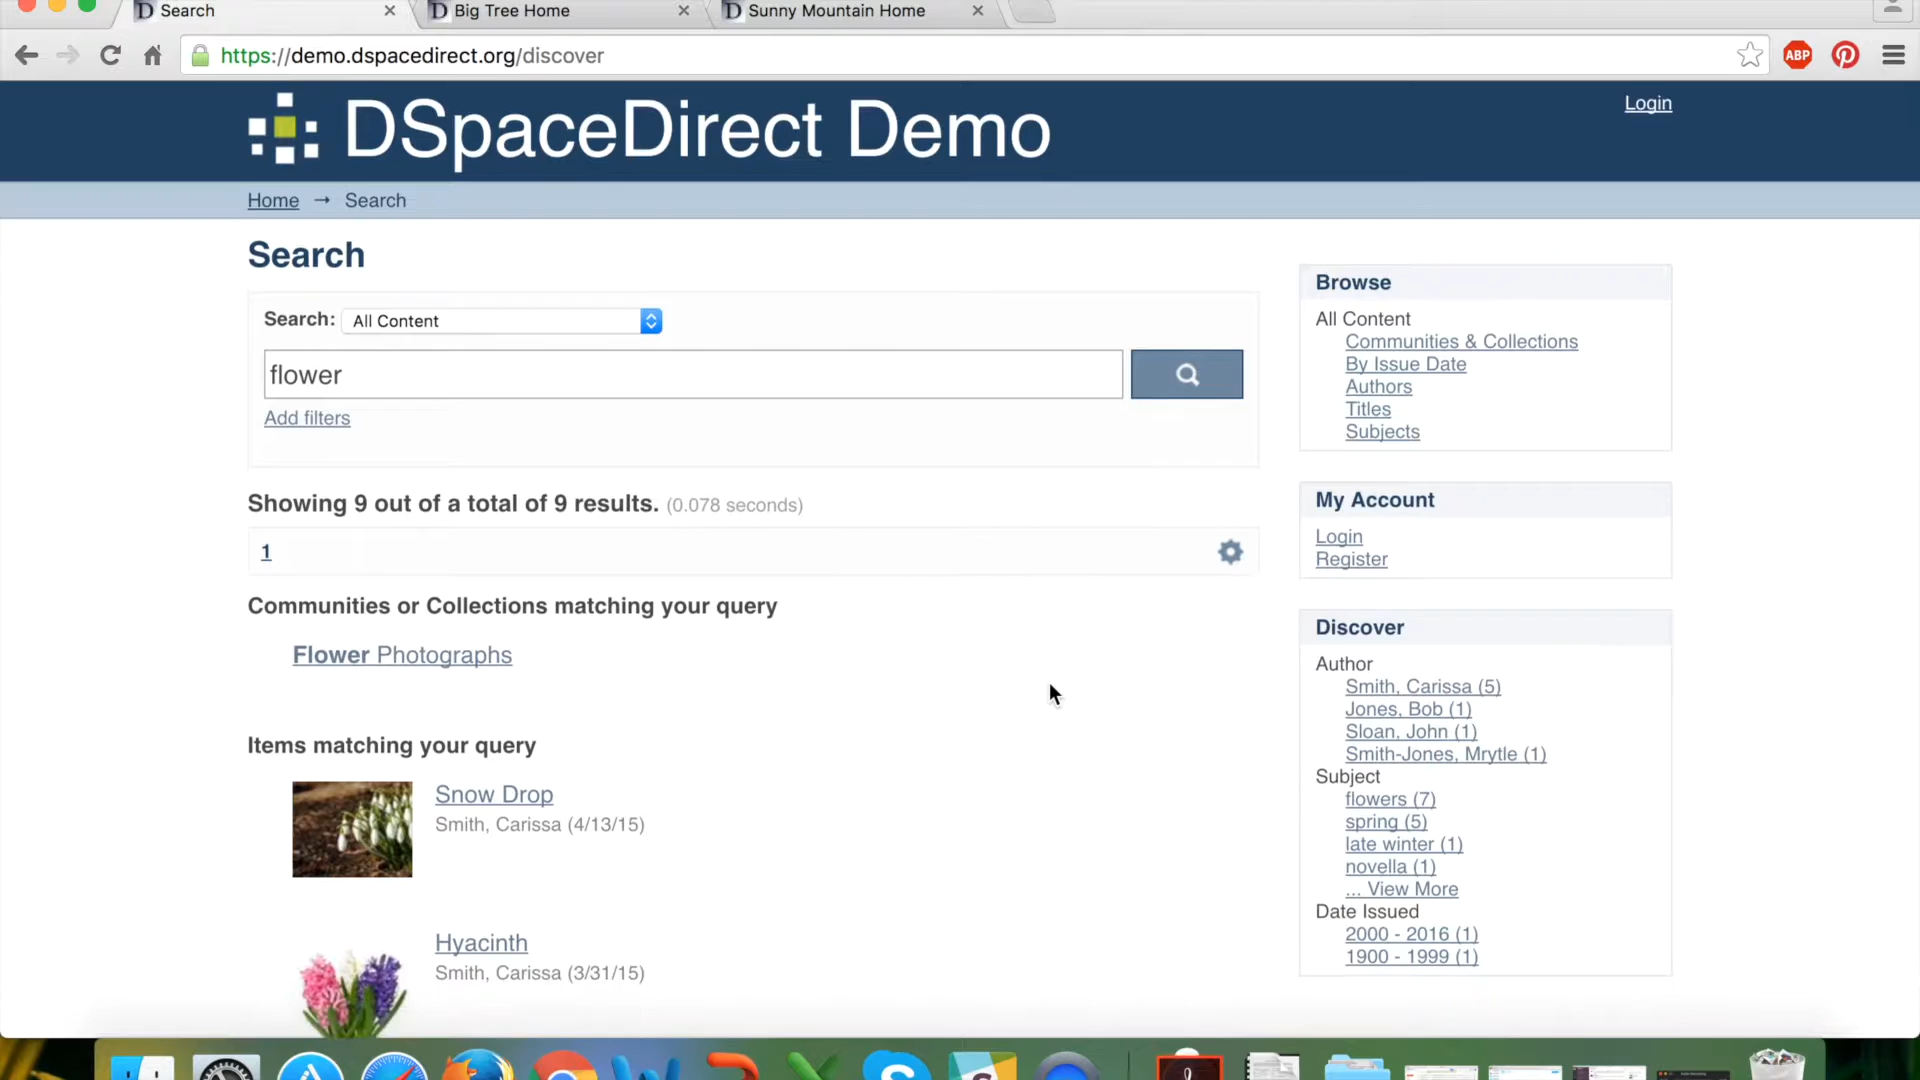 Search
Big Tree Home
Sunny Mountain Home
https://demo.dspacedirect.org/discover
ABP
DSpaceDirect Demo
Login
Home → Search
Search
Search: All Content
flower
Add filters
Showing 9 out of a total of 9 results. (0.078 seconds)
1
Communities or Collections matching your query
Flower Photographs
Items matching your query
Snow Drop
Smith, Carissa (4/13/15)
Hyacinth
Smith, Carissa (3/31/15)
Browse
All Content
Communities & Collections
By Issue Date
Authors
Titles
Subjects
My Account
Login
Register
Discover
Author
Smith, Carissa (5)
Jones, Bob (1)
Sloan, John (1)
Smith-Jones, Mrytle (1)
Subject
flowers (7)
spring (5)
late winter (1)
novella (1)
... View More
Date Issued
2000 - 2016 (1)
1900 - 1999 (1)